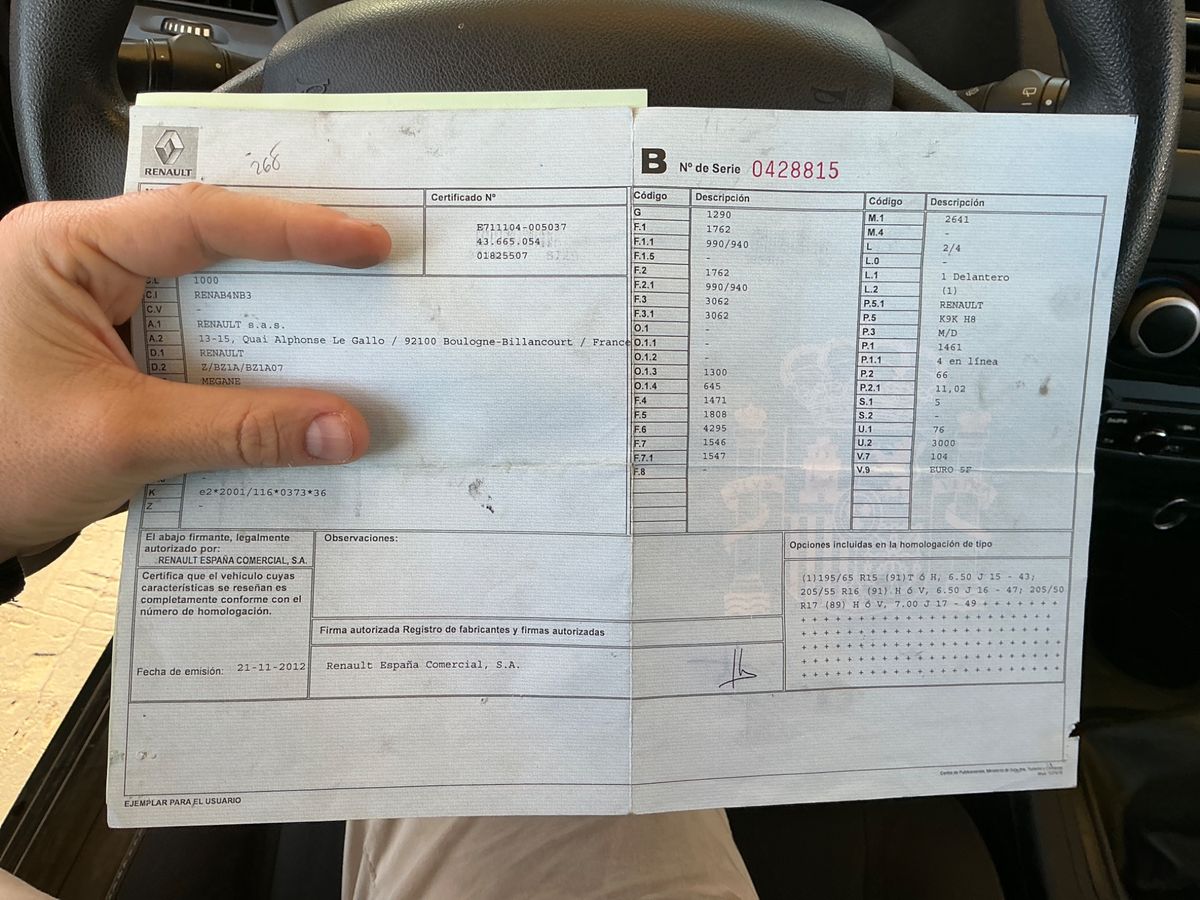 RENAULT
268
B Nº de Serie 0428815
Certificado Nº
E711104-005037
43.665.054
01825507
1000
C.I RENAB4NB3
C.V -
A.1 RENAULT s.a.s.
A.2 13-15, Quai Alphonse Le Gallo / 92100 Boulogne-Billancourt / France
D.1 RENAULT
D.2 Z/BZ1A/BZ1A07
MEGANE
-
K e2*2001/116*0373*36
Z -
Código Descripción
G 1290
F.1 1762
F.1.1 990/940
F.1.5 -
F.2 1762
F.2.1 990/940
F.3 3062
F.3.1 3062
O.1 -
O.1.1 -
O.1.2 -
O.1.3 1300
O.1.4 645
F.4 1471
F.5 1808
F.6 4295
F.7 1546
F.7.1 1547
F.8 -
Código Descripción
M.1 2641
M.4 -
L 2/4
L.0 -
L.1 1 Delantero
L.2 (1)
P.5.1 RENAULT
P.5 K9K H8
P.3 M/D
P.1 1461
P.1.1 4 en línea
P.2 66
P.2.1 11,02
S.1 5
S.2 -
U.1 76
U.2 3000
V.7 104
V.9 EURO 5F
El abajo firmante, legalmente
autorizado por:
.RENAULT ESPAÑA COMERCIAL, S.A.
Certifica que el vehiculo cuyas
características se reseñan es
completamente conforme con el
número de homologación.
Fecha de emisión: 21-11-2012
Observaciones:
Firma autorizada Registro de fabricantes y firmas autorizadas
Renault España Comercial, S.A.
Opciones incluidas en la homologación de tipo
(1)195/65 R15 (91)T ó H, 6.50 J 15 - 43;
205/55 R16 (91) H ó V, 6.50 J 16 - 47; 205/50
R17 (89) H ó V, 7.00 J 17 - 49 + + + + + + +
EJEMPLAR PARA EL USUARIO